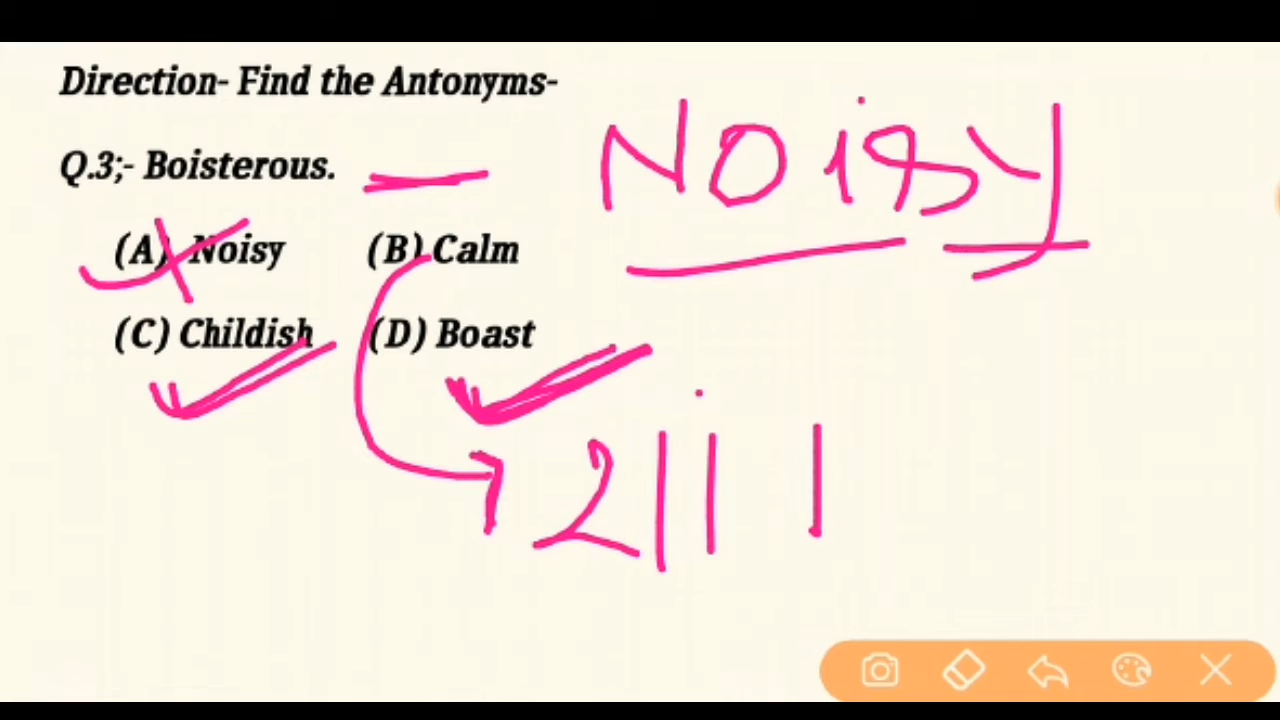 Direction- Find the Antonyms-
Q.3;- Boisterous. NOisy
(A) Noisy (B) Calm
(C) Childish (D) Boast